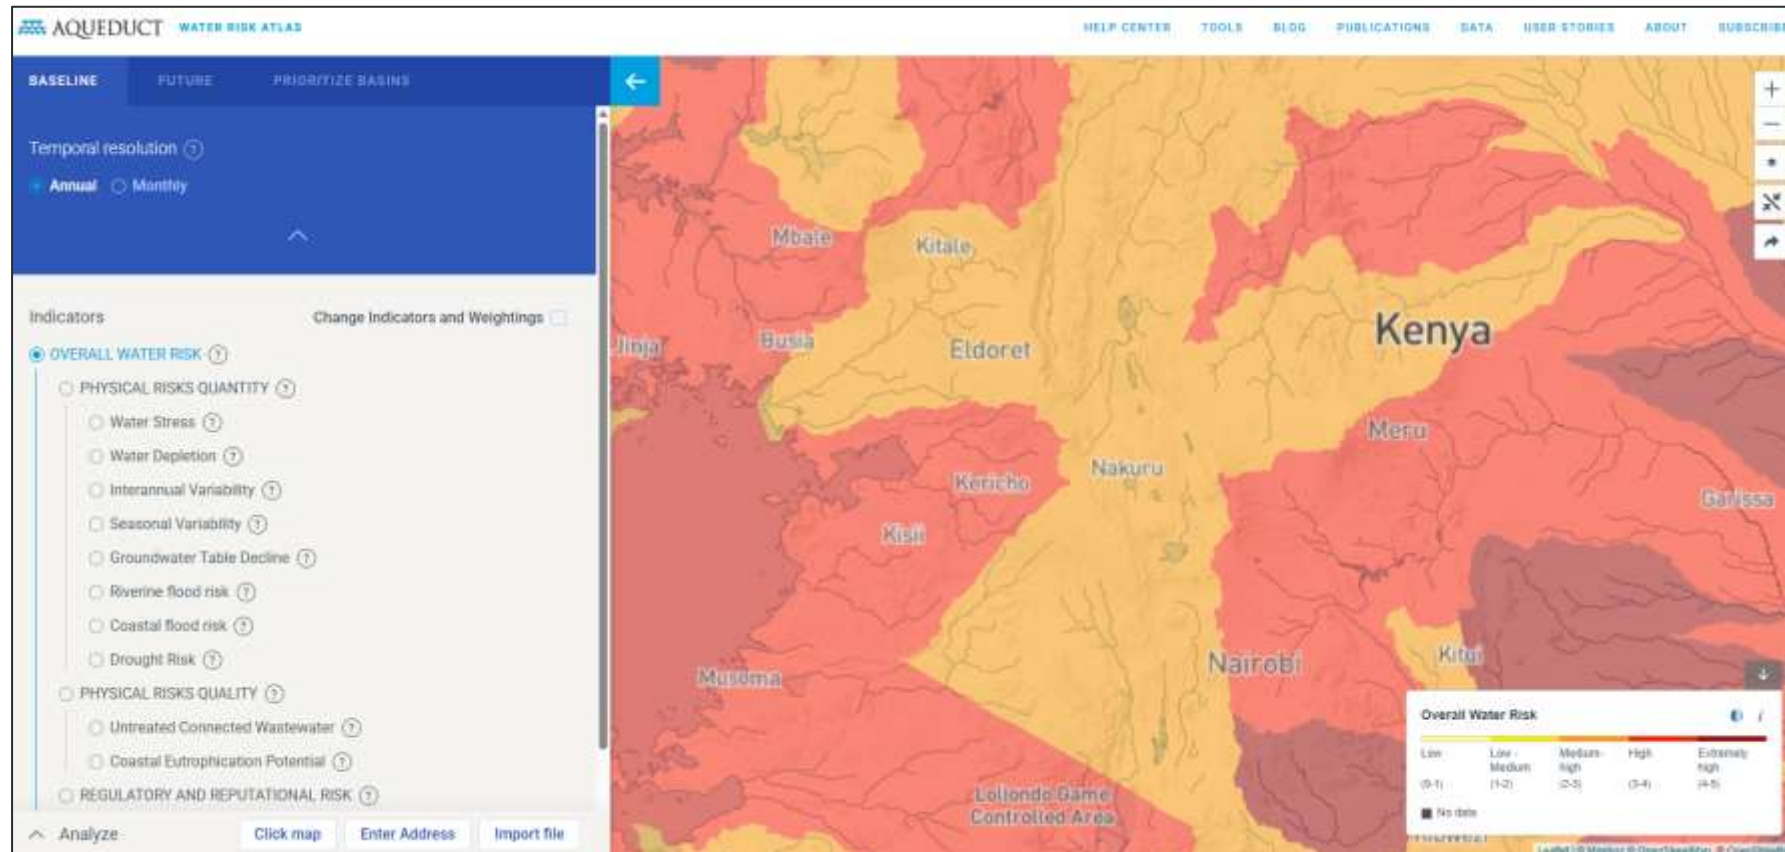 AQUEDUCT WATER RISK ATLAS
HELP CENTER TOOLS BLOG PUBLICATIONS DATA USER STORIES ABOUT SUBSCRIBE
BASELINE FUTURE PRIORITIZE BASINS
Temporal resolution ?
Annual Monthly
Indicators Change Indicators and Weightings
OVERALL WATER RISK ?
PHYSICAL RISKS QUANTITY ?
Water Stress ?
Water Depletion ?
Interannual Variability ?
Seasonal Variability ?
Groundwater Table Decline ?
Riverine flood risk ?
Coastal flood risk ?
Drought Risk ?
PHYSICAL RISKS QUALITY ?
Untreated Connected Wastewater ?
Coastal Eutrophication Potential ?
REGULATORY AND REPUTATIONAL RISK ?
Analyze Click map Enter Address Import file
Mbale
Kitale
Kenya
Jinja
Busia
Eldoret
Meru
Nakuru
Kericho
Garissa
Kisii
Nairobi
Kitui
Musoma
Loliondo Game
Controlled Area
Overall Water Risk i
Low Low - Medium Medium-high High Extremely high
(0-1) (1-2) (2-3) (3-4) (4-5)
No data